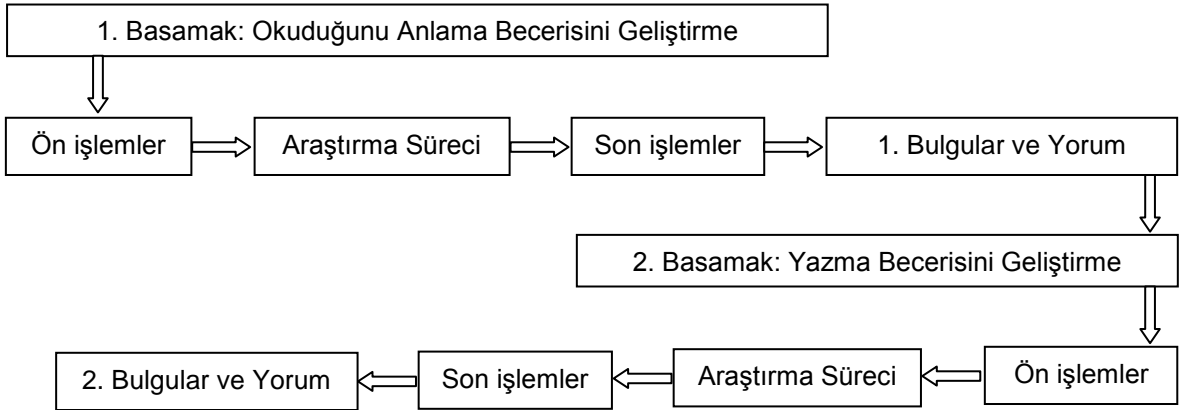 1. Basamak: Okuduğunu Anlama Becerisini Geliştirme
Ön işlemler
Araştırma Süreci
Son işlemler
1. Bulgular ve Yorum
2. Basamak: Yazma Becerisini Geliştirme
2. Bulgular ve Yorum
Son işlemler
Araştırma Süreci
Ön işlemler